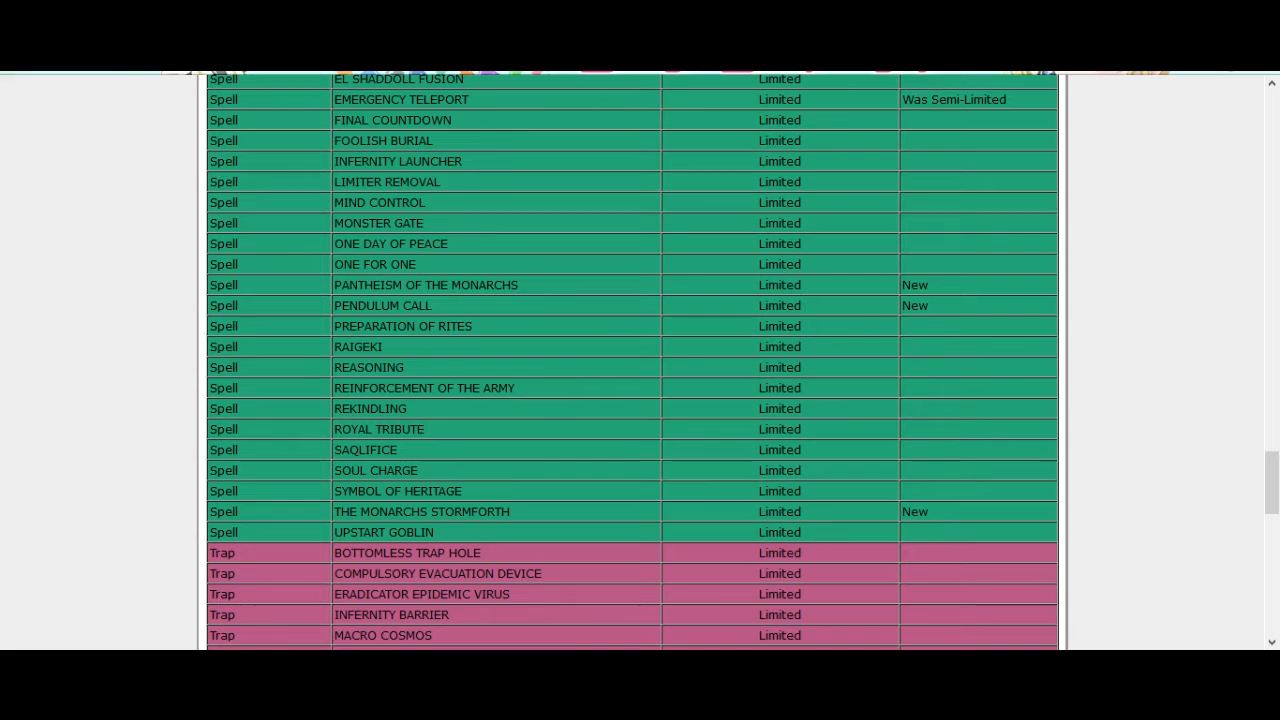 Spell EL SHADDOLL FUSION Limited
Spell EMERGENCY TELEPORT Limited Was Semi-Limited
Spell FINAL COUNTDOWN Limited
Spell FOOLISH BURIAL Limited
Spell INFERNITY LAUNCHER Limited
Spell LIMITER REMOVAL Limited
Spell MIND CONTROL Limited
Spell MONSTER GATE Limited
Spell ONE DAY OF PEACE Limited
Spell ONE FOR ONE Limited
Spell PANTHEISM OF THE MONARCHS Limited New
Spell PENDULUM CALL Limited New
Spell PREPARATION OF RITES Limited
Spell RAIGEKI Limited
Spell REASONING Limited
Spell REINFORCEMENT OF THE ARMY Limited
Spell REKINDLING Limited
Spell ROYAL TRIBUTE Limited
Spell SAQLIFICE Limited
Spell SOUL CHARGE Limited
Spell SYMBOL OF HERITAGE Limited
Spell THE MONARCHS STORMFORTH Limited New
Spell UPSTART GOBLIN Limited
Trap BOTTOMLESS TRAP HOLE Limited
Trap COMPULSORY EVACUATION DEVICE Limited
Trap ERADICATOR EPIDEMIC VIRUS Limited
Trap INFERNITY BARRIER Limited
Trap MACRO COSMOS Limited